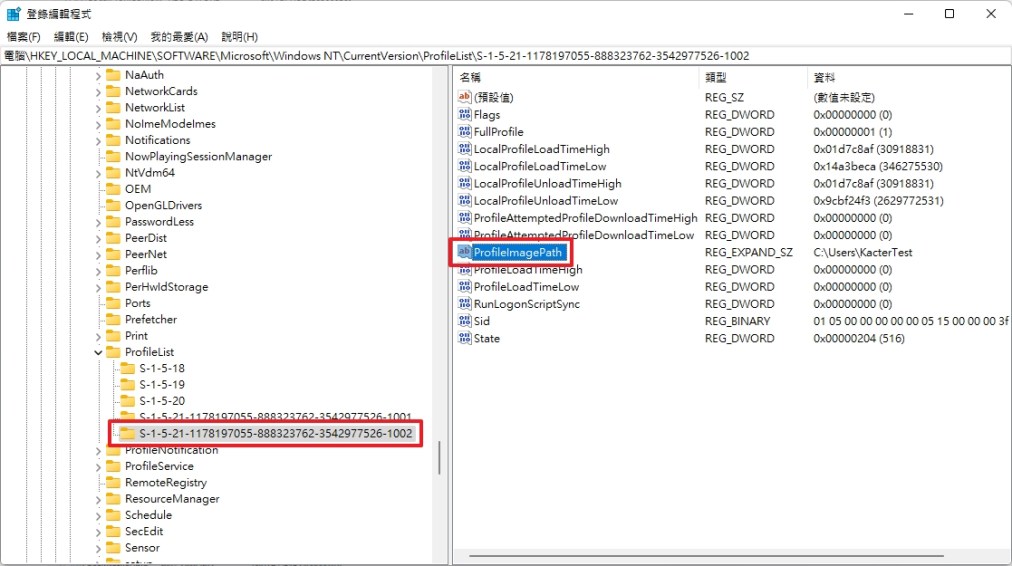 登錄編輯程式
檔案(F) 編輯(E) 檢視(V) 我的最愛(A) 說明(H)
電腦\HKEY_LOCAL_MACHINE\SOFTWARE\Microsoft\Windows NT\CurrentVersion\ProfileList\S-1-5-21-1178197055-888323762-3542977526-1002
NaAuth
NetworkCards
NetworkList
NoImeModeImes
Notifications
NowPlayingSessionManager
NtVdm64
OEM
OpenGLDrivers
PasswordLess
PeerDist
PeerNet
Perflib
PerHwIdStorage
Ports
Prefetcher
Print
ProfileList
S-1-5-18
S-1-5-19
S-1-5-20
S-1-5-21-1178197055-888323762-3542977526-1001
S-1-5-21-1178197055-888323762-3542977526-1002
ProfileNotification
ProfileService
RemoteRegistry
ResourceManager
Schedule
SecEdit
Sensor
setup
名稱 類型 資料
(預設值) REG_SZ (數值未設定)
Flags REG_DWORD 0x00000000 (0)
FullProfile REG_DWORD 0x00000001 (1)
LocalProfileLoadTimeHigh REG_DWORD 0x01d7c8af (30918831)
LocalProfileLoadTimeLow REG_DWORD 0x14a3beca (346275530)
LocalProfileUnloadTimeHigh REG_DWORD 0x01d7c8af (30918831)
LocalProfileUnloadTimeLow REG_DWORD 0x9cbf24f3 (2629772531)
ProfileAttemptedProfileDownloadTimeHigh REG_DWORD 0x00000000 (0)
ProfileAttemptedProfileDownloadTimeLow REG_DWORD 0x00000000 (0)
ProfileImagePath REG_EXPAND_SZ C:\Users\KacterTest
ProfileLoadTimeHigh REG_DWORD 0x00000000 (0)
ProfileLoadTimeLow REG_DWORD 0x00000000 (0)
RunLogonScriptSync REG_DWORD 0x00000000 (0)
Sid REG_BINARY 01 05 00 00 00 00 00 05 15 00 00 00 3f
State REG_DWORD 0x00000204 (516)